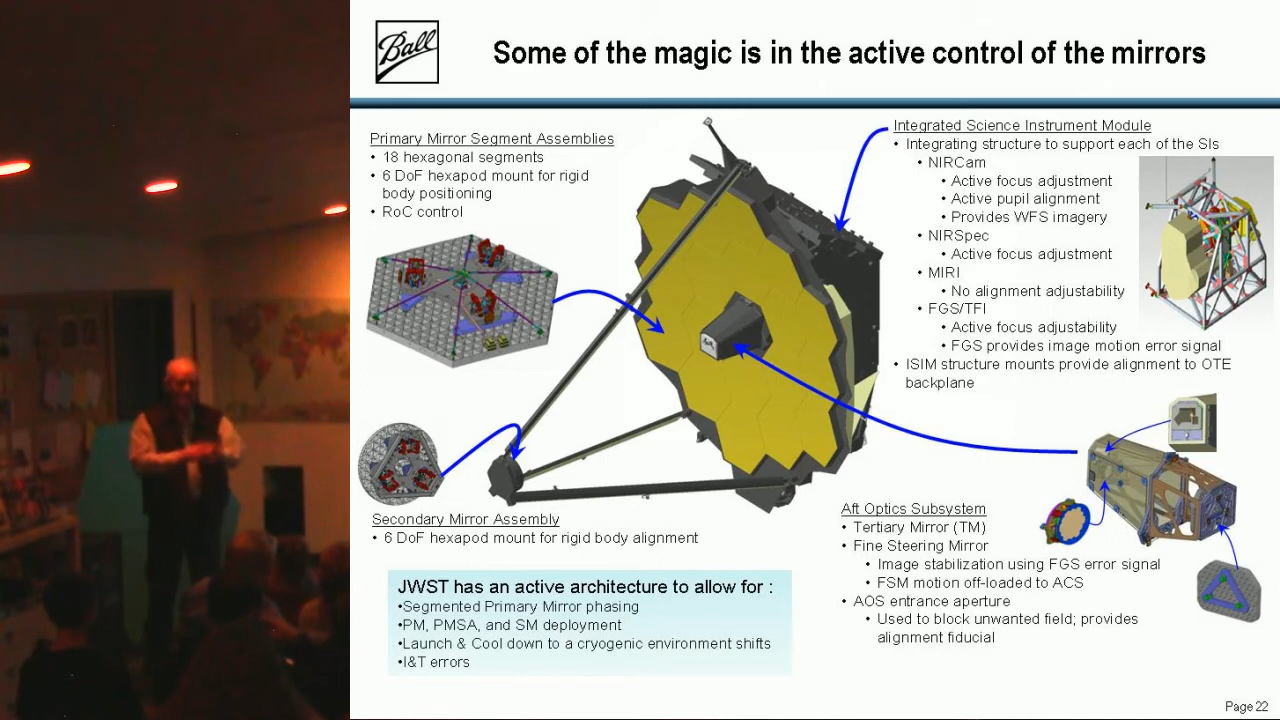 Ball
Some of the magic is in the active control of the mirrors
Primary Mirror Segment Assemblies
• 18 hexagonal segments
• 6 DoF hexapod mount for rigid
body positioning
• RoC control
Integrated Science Instrument Module
• Integrating structure to support each of the SIs
• NIRCam
• Active focus adjustment
• Active pupil alignment
• Provides WFS imagery
• NIRSpec
• Active focus adjustment
• MIRI
• No alignment adjustability
• FGS/TFI
• Active focus adjustability
• FGS provides image motion error signal
• ISIM structure mounts provide alignment to OTE
backplane
Secondary Mirror Assembly
• 6 DoF hexapod mount for rigid body alignment
Aft Optics Subsystem
• Tertiary Mirror (TM)
• Fine Steering Mirror
• Image stabilization using FGS error signal
• FSM motion off-loaded to ACS
• AOS entrance aperture
• Used to block unwanted field; provides
alignment fiducial
JWST has an active architecture to allow for :
•Segmented Primary Mirror phasing
•PM, PMSA, and SM deployment
•Launch & Cool down to a cryogenic environment shifts
•I&T errors
Page 22